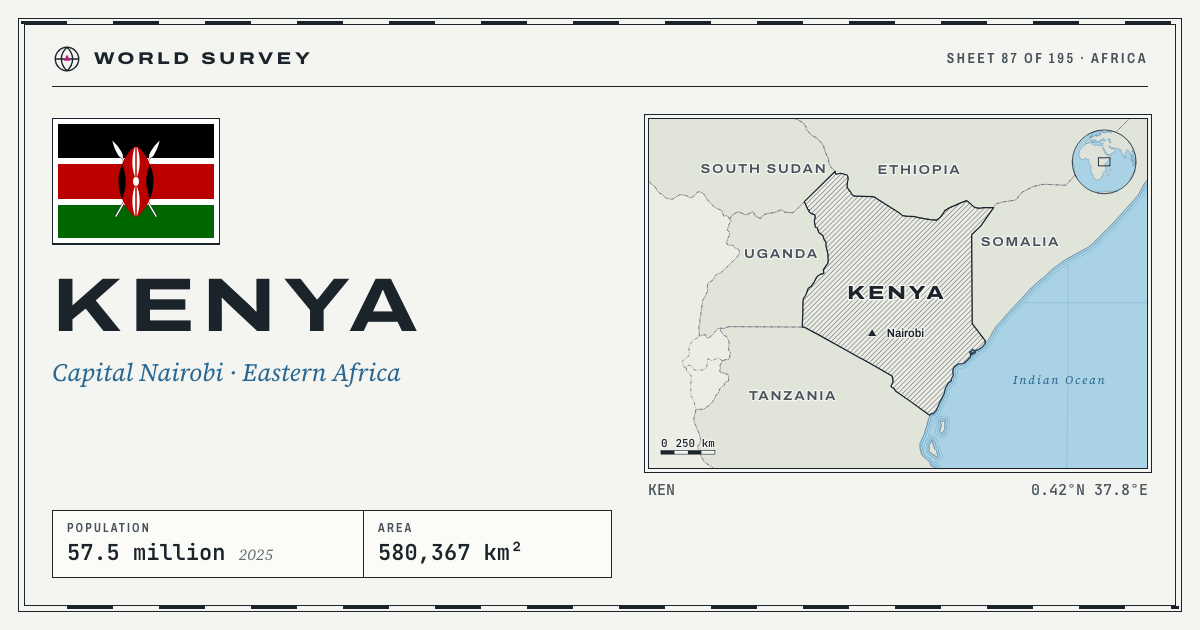 WORLD SURVEY
SHEET 87 OF 195 · AFRICA
KENYA
Capital Nairobi · Eastern Africa
POPULATION
57.5 million 2025
AREA
580,367 km²
SOUTH SUDAN
ETHIOPIA
UGANDA
SOMALIA
KENYA
Nairobi
TANZANIA
Indian Ocean
0 250 km
KEN
0.42°N 37.8°E